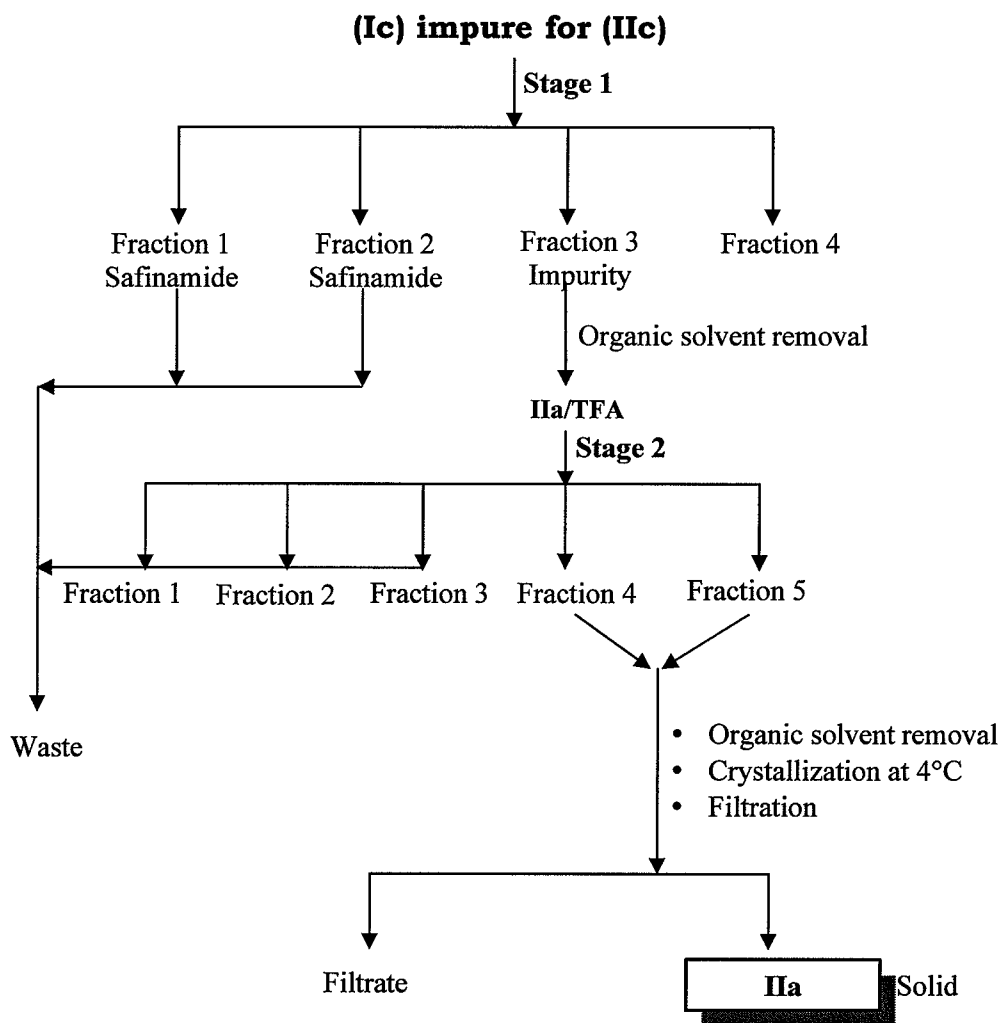 (Ic) impure for (IIc)
Stage 1
Fraction 1
Safinamide
Fraction 2
Safinamide
Fraction 3
Impurity
Fraction 4
Organic solvent removal
IIa/TFA
Stage 2
Fraction 1
Fraction 2
Fraction 3
Fraction 4
Fraction 5
Waste
• Organic solvent removal
• Crystallization at 4°C
• Filtration
Filtrate
IIa
Solid